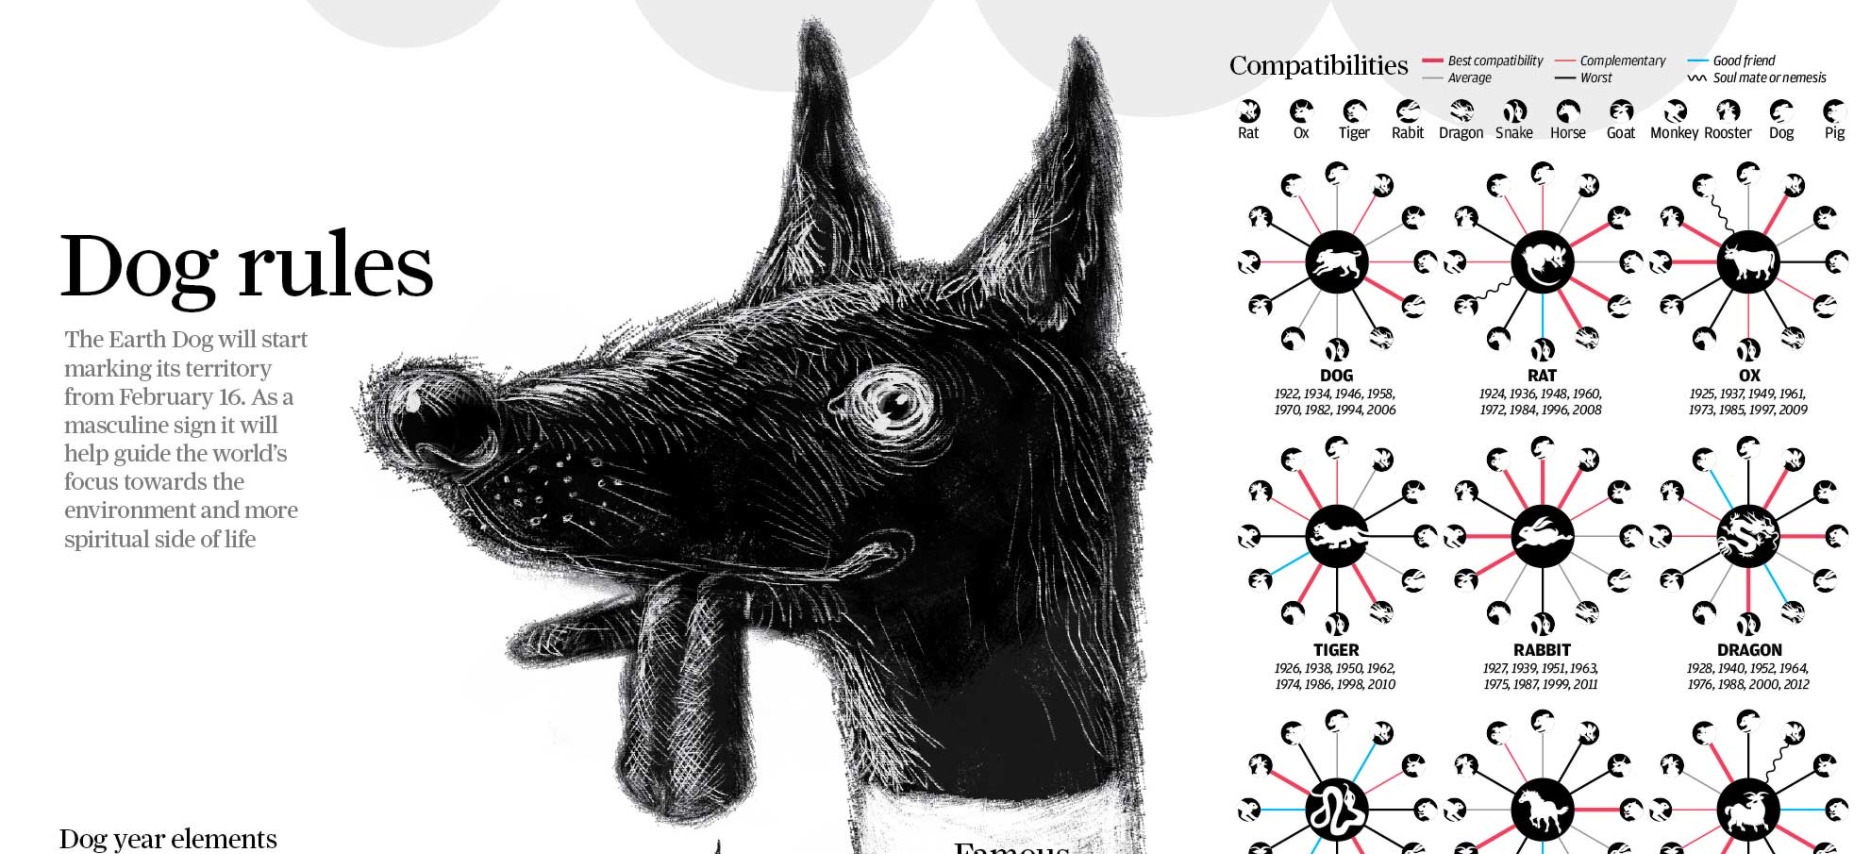 Dog rules
The Earth Dog will start
marking its territory
from February 16. As a
masculine sign it will
help guide the world's
focus towards the
environment and more
spiritual side of life
Dog year elements
Famous
Compatibilities
Best compatibility
Complementary
Good friend
Average
Worst
Soul mate or nemesis
Rat Ox Tiger Rabit Dragon Snake Horse Goat Monkey Rooster Dog Pig
DOG
1922, 1934, 1946, 1958,
1970, 1982, 1994, 2006
RAT
1924, 1936, 1948, 1960,
1972, 1984, 1996, 2008
OX
1925, 1937, 1949, 1961,
1973, 1985, 1997, 2009
TIGER
1926, 1938, 1950, 1962,
1974, 1986, 1998, 2010
RABBIT
1927, 1939, 1951, 1963,
1975, 1987, 1999, 2011
DRAGON
1928, 1940, 1952, 1964,
1976, 1988, 2000, 2012